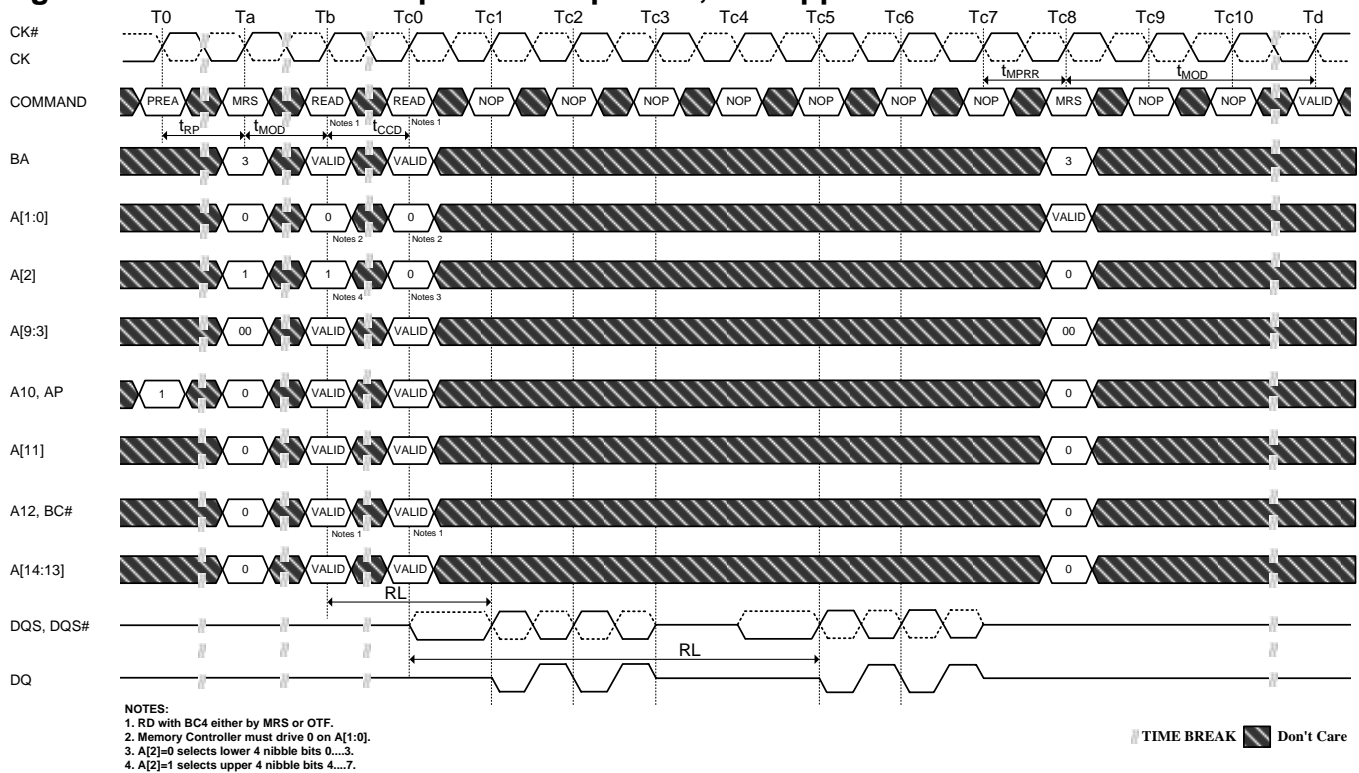 T0 Ta Tb Tc0 Tc1 Tc2 Tc3 Tc4 Tc5 Tc6 Tc7 Tc8 Tc9 Tc10 Td
CK#
CK
tMPRR tMOD
COMMAND PREA MRS READ READ NOP NOP NOP NOP NOP NOP NOP MRS NOP NOP VALID
Notes 1 Notes 1
tRP tMOD tCCD
BA 3 VALID VALID 3
A[1:0] 0 0 0 VALID
Notes 2 Notes 2
A[2] 1 1 0 0
Notes 4 Notes 3
A[9:3] 00 VALID VALID 00
A10, AP 1 0 VALID VALID 0
A[11] 0 VALID VALID 0
A12, BC# 0 VALID VALID 0
Notes 1 Notes 1
A[14:13] 0 VALID VALID 0
RL
DQS, DQS#
RL
DQ
NOTES:
1. RD with BC4 either by MRS or OTF.
2. Memory Controller must drive 0 on A[1:0].
3. A[2]=0 selects lower 4 nibble bits 0....3.
4. A[2]=1 selects upper 4 nibble bits 4....7.
TIME BREAK Don't Care